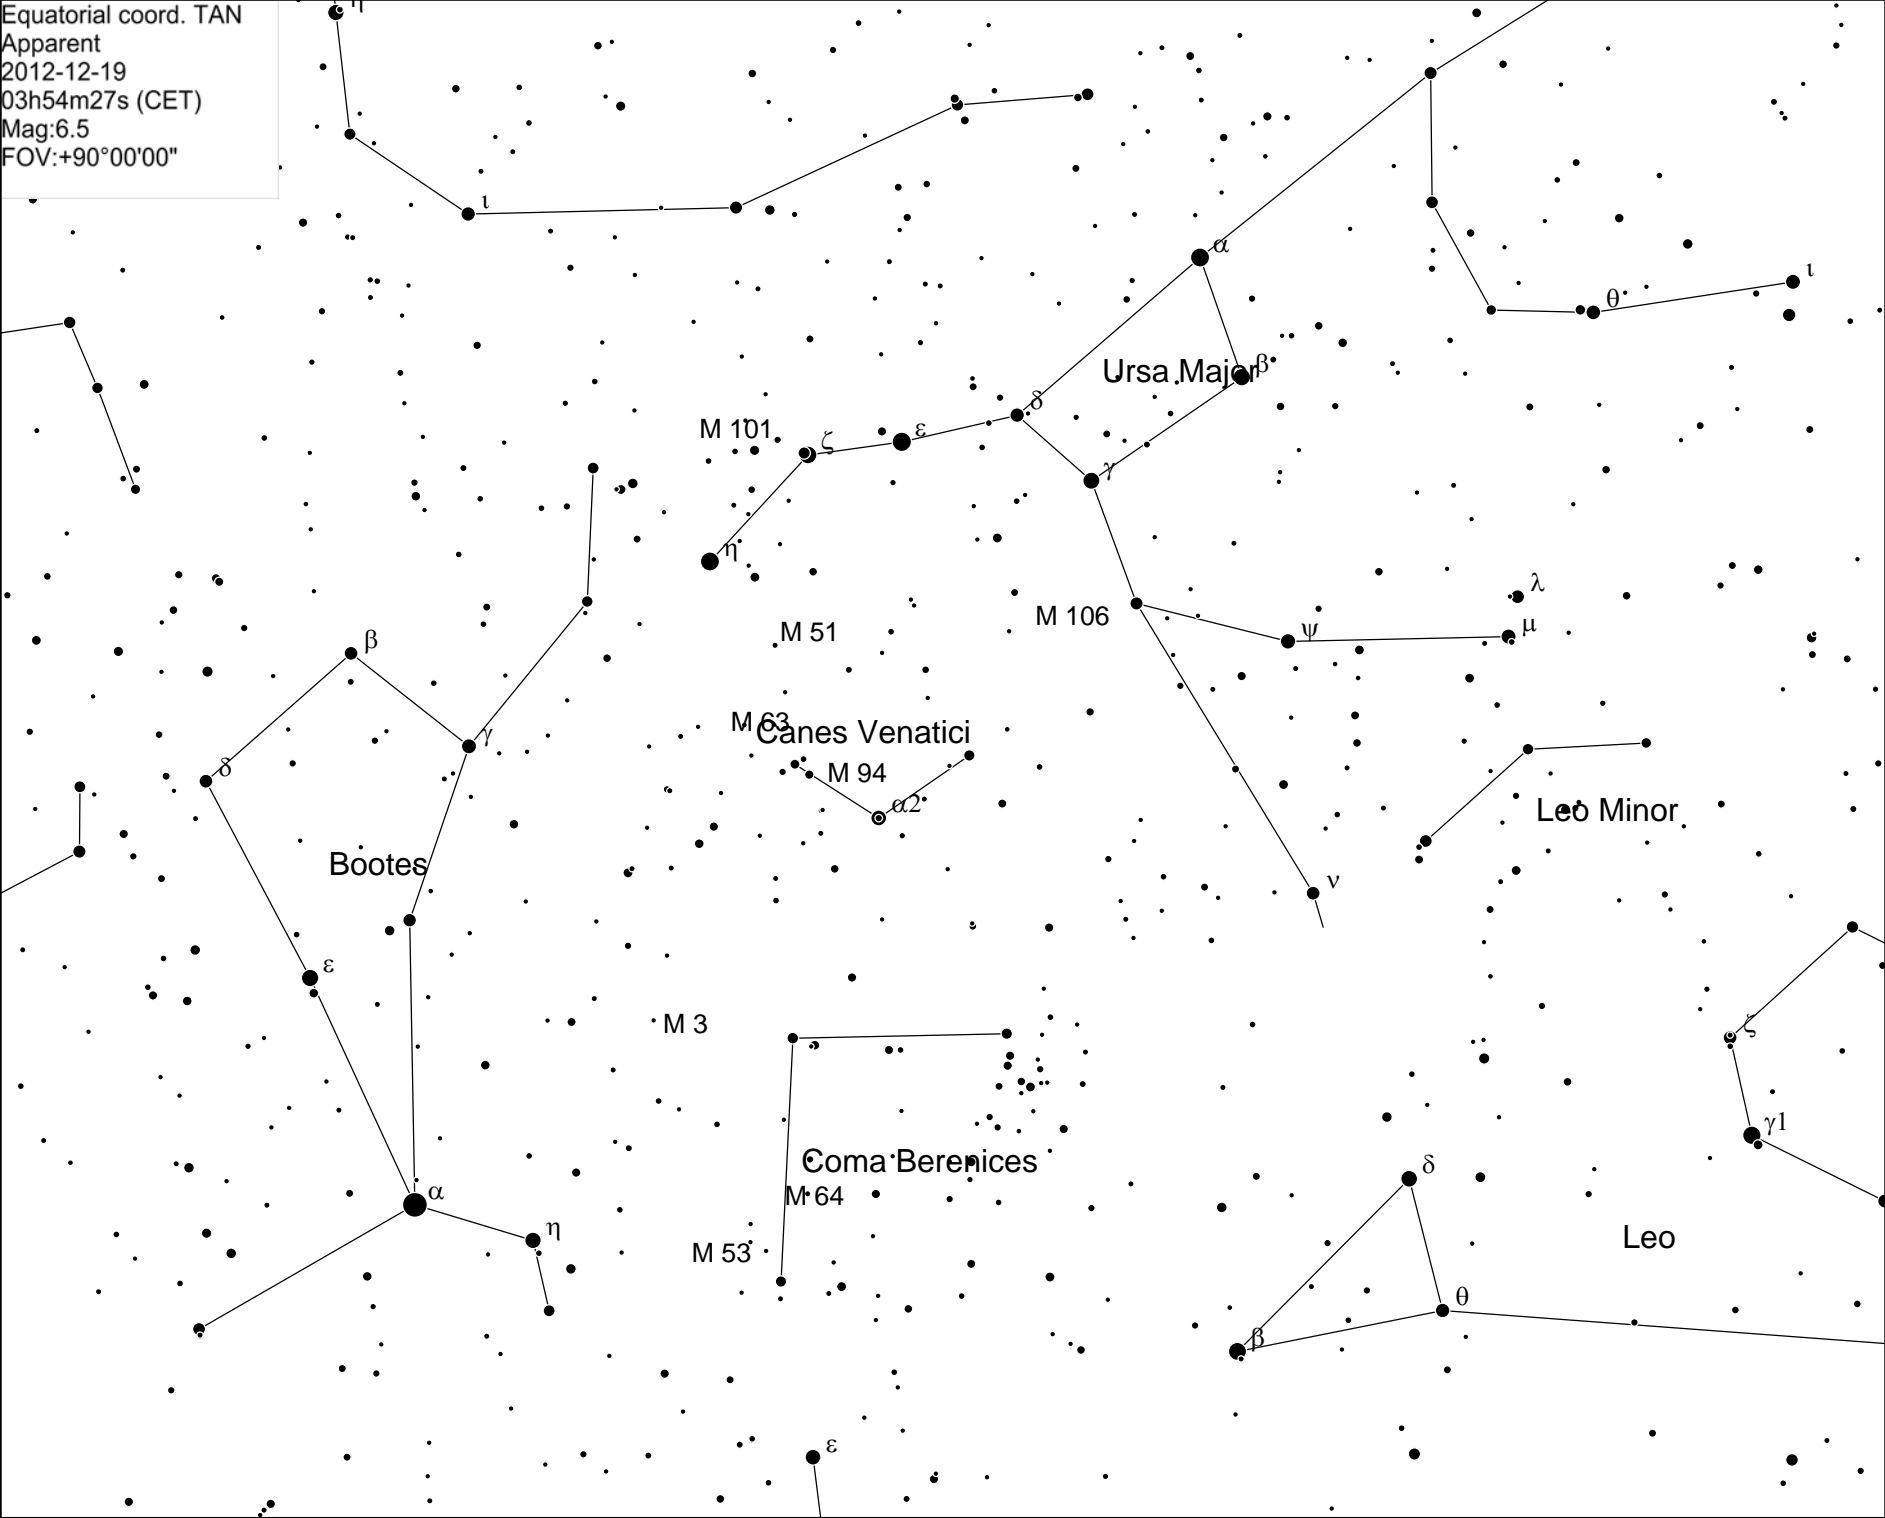 Equatorial coord. TAN
Apparent
2012-12-19
03h54m27s (CET)
Mag:6.5
FOV:+90°00'00"
η
ι
α
ι
θ
Ursa Major
β
δ
M 101
ζ
ε
γ
η
λ
M 106
μ
M 51
ψ
β
M 63
Canes Venatici
γ
δ
M 94
α2
Leo Minor
Bootes
ν
ε
M 3
ζ
γ1
Coma Berenices
δ
α
M 64
η
Leo
M 53
θ
β
ε